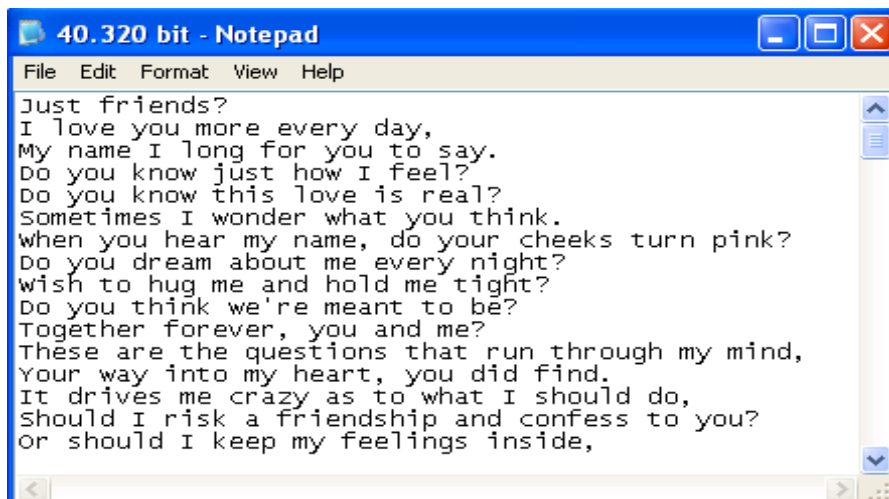 40.320 bit - Notepad
File Edit Format View Help
Just friends?
I love you more every day,
My name I long for you to say.
Do you know just how I feel?
Do you know this love is real?
Sometimes I wonder what you think.
When you hear my name, do your cheeks turn pink?
Do you dream about me every night?
Wish to hug me and hold me tight?
Do you think we're meant to be?
Together forever, you and me?
These are the questions that run through my mind,
Your way into my heart, you did find.
It drives me crazy as to what I should do,
Should I risk a friendship and confess to you?
Or should I keep my feelings inside,